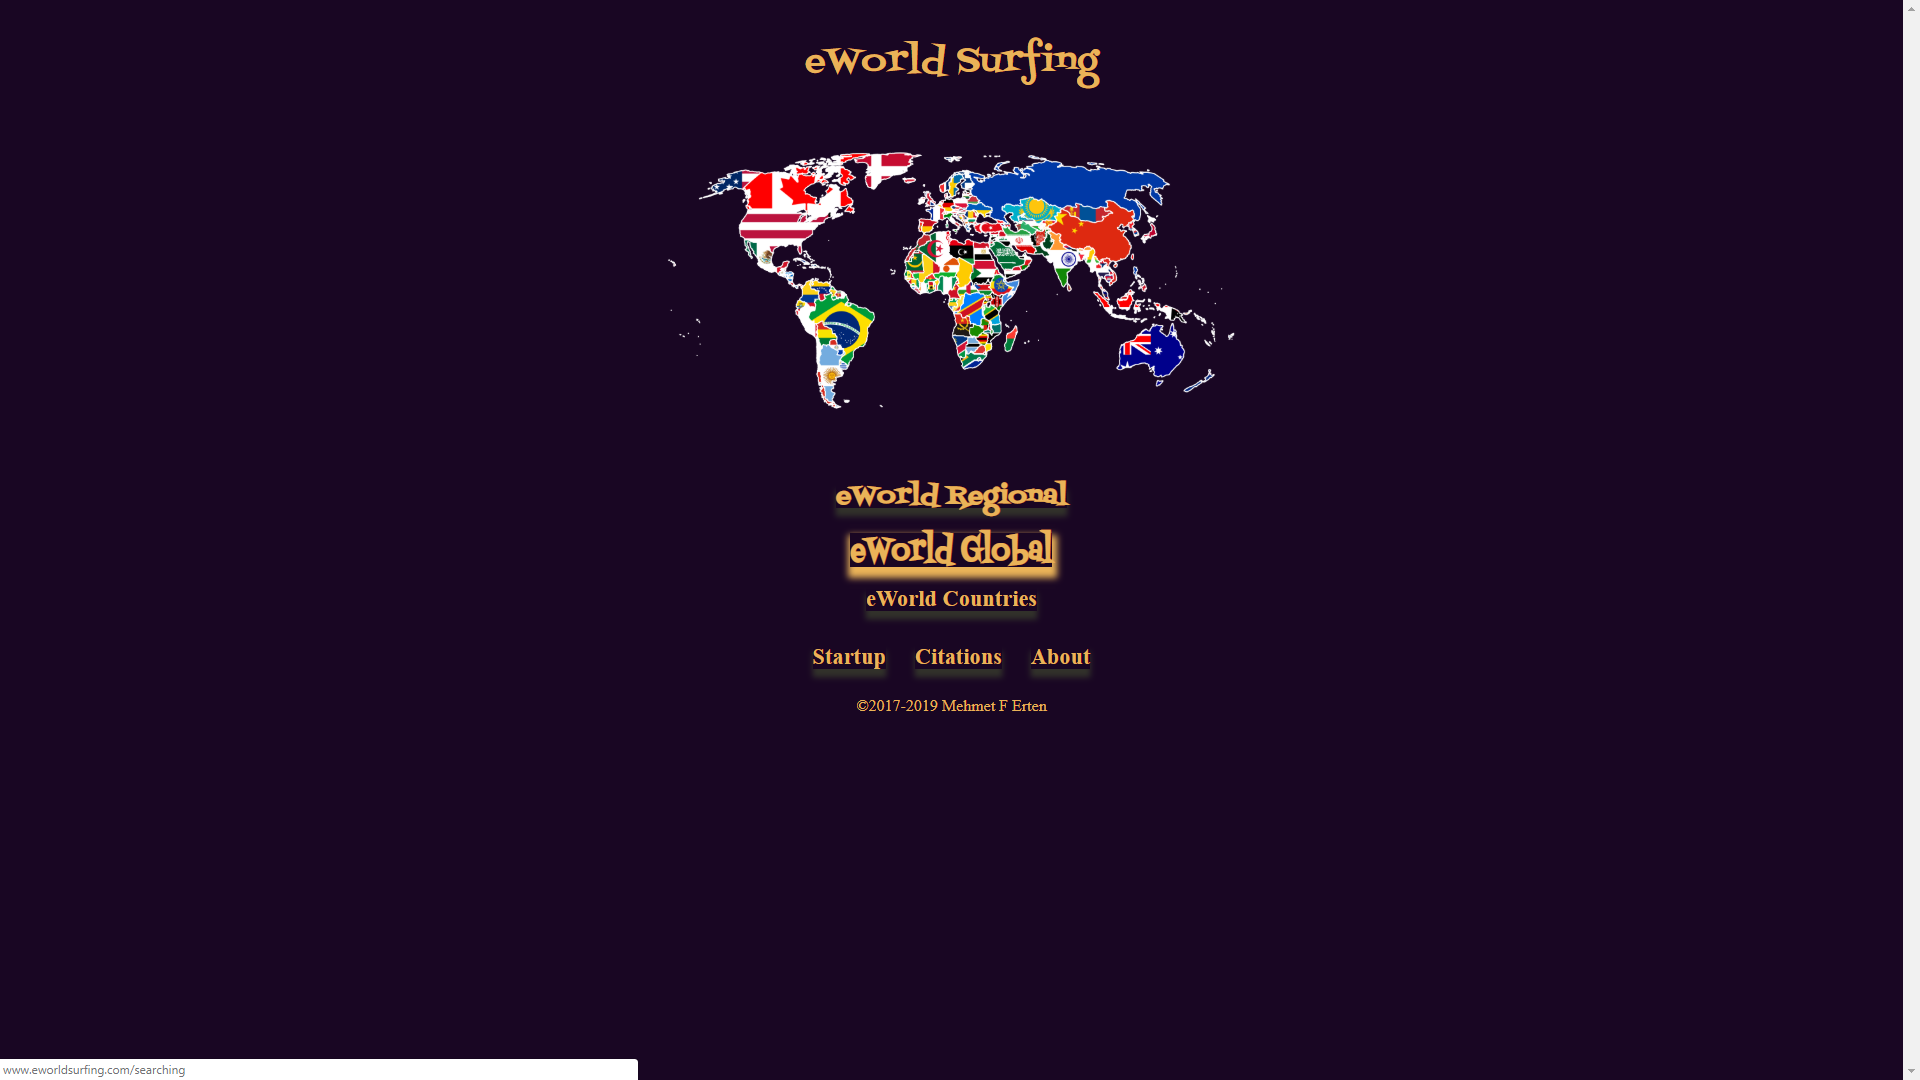 eWorld Surfing
eWorld Regional
eWorld Global
eWorld Countries
Startup Citations About
©2017-2019 Mehmet F Erten
www.eworldsurfing.com/searching